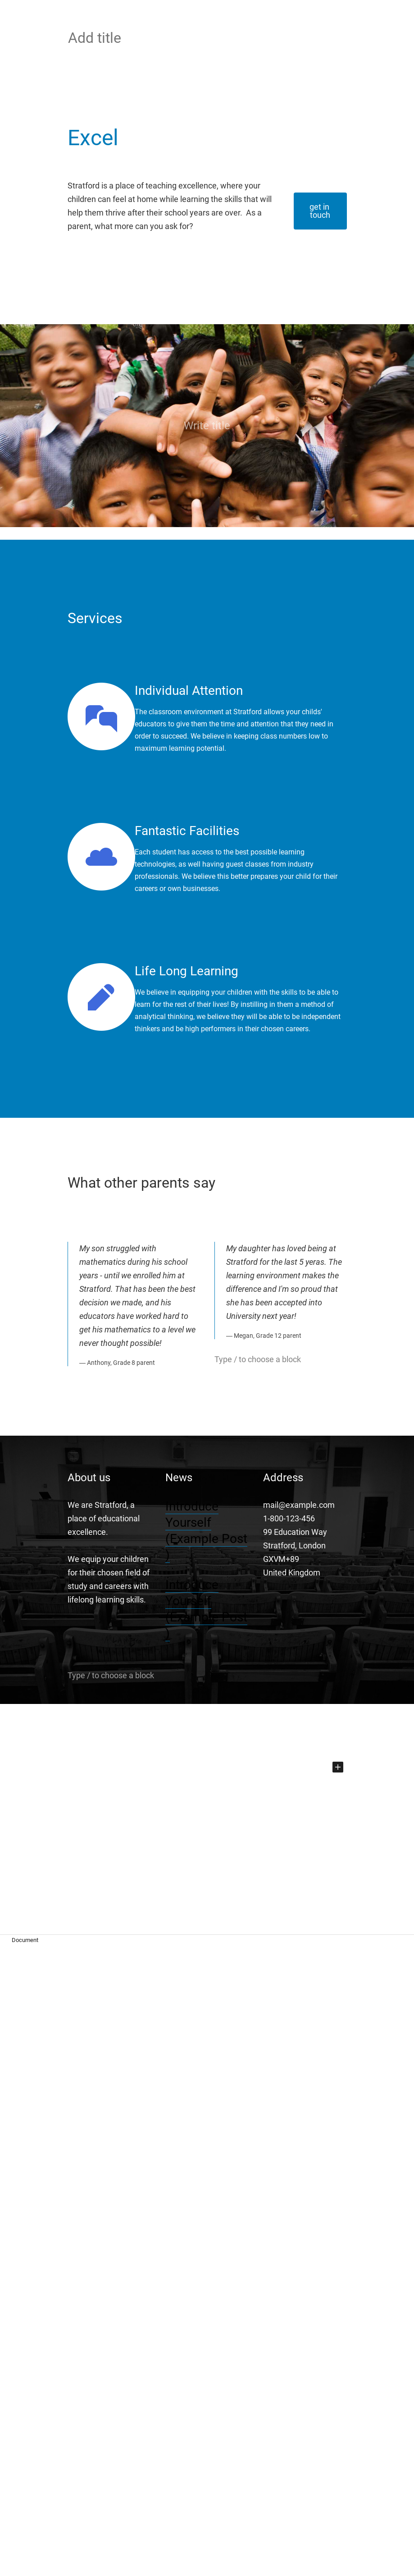 Add title
Excel
Stratford is a place of teaching excellence, where your
children can feel at home while learning the skills that will
help them thrive after their school years are over.  As a
parent, what more can you ask for?
get in
touch
Write title
Services
Individual Attention
The classroom environment at Stratford allows your childs'
educators to give them the time and attention that they need in
order to succeed. We believe in keeping class numbers low to
maximum learning potential.
Fantastic Facilities
Each student has access to the best possible learning
technologies, as well having guest classes from industry
professionals. We believe this better prepares your child for their
careers or own businesses.
Life Long Learning
We believe in equipping your children with the skills to be able to
learn for the rest of their lives! By instilling in them a method of
analytical thinking, we believe they will be able to be independent
thinkers and be high performers in their chosen careers.
What other parents say
My son struggled with
mathematics during his school
years - until we enrolled him at
Stratford. That has been the best
decision we made, and his
educators have worked hard to
get his mathematics to a level we
never thought possible!
— Anthony, Grade 8 parent
My daughter has loved being at
Stratford for the last 5 yeras. The
learning environment makes the
difference and I'm so proud that
she has been accepted into
University next year!
— Megan, Grade 12 parent
Type / to choose a block
About us
We are Stratford, a
place of educational
excellence.
We equip your children
for their chosen field of
study and careers with
lifelong learning skills.
News
Introduce
Yourself
(Example Post
)
Introduce
Yourself
(Example Post
)
Address
mail@example.com
1-800-123-456
99 Education Way
Stratford, London
GXVM+89
United Kingdom
Type / to choose a block
Document